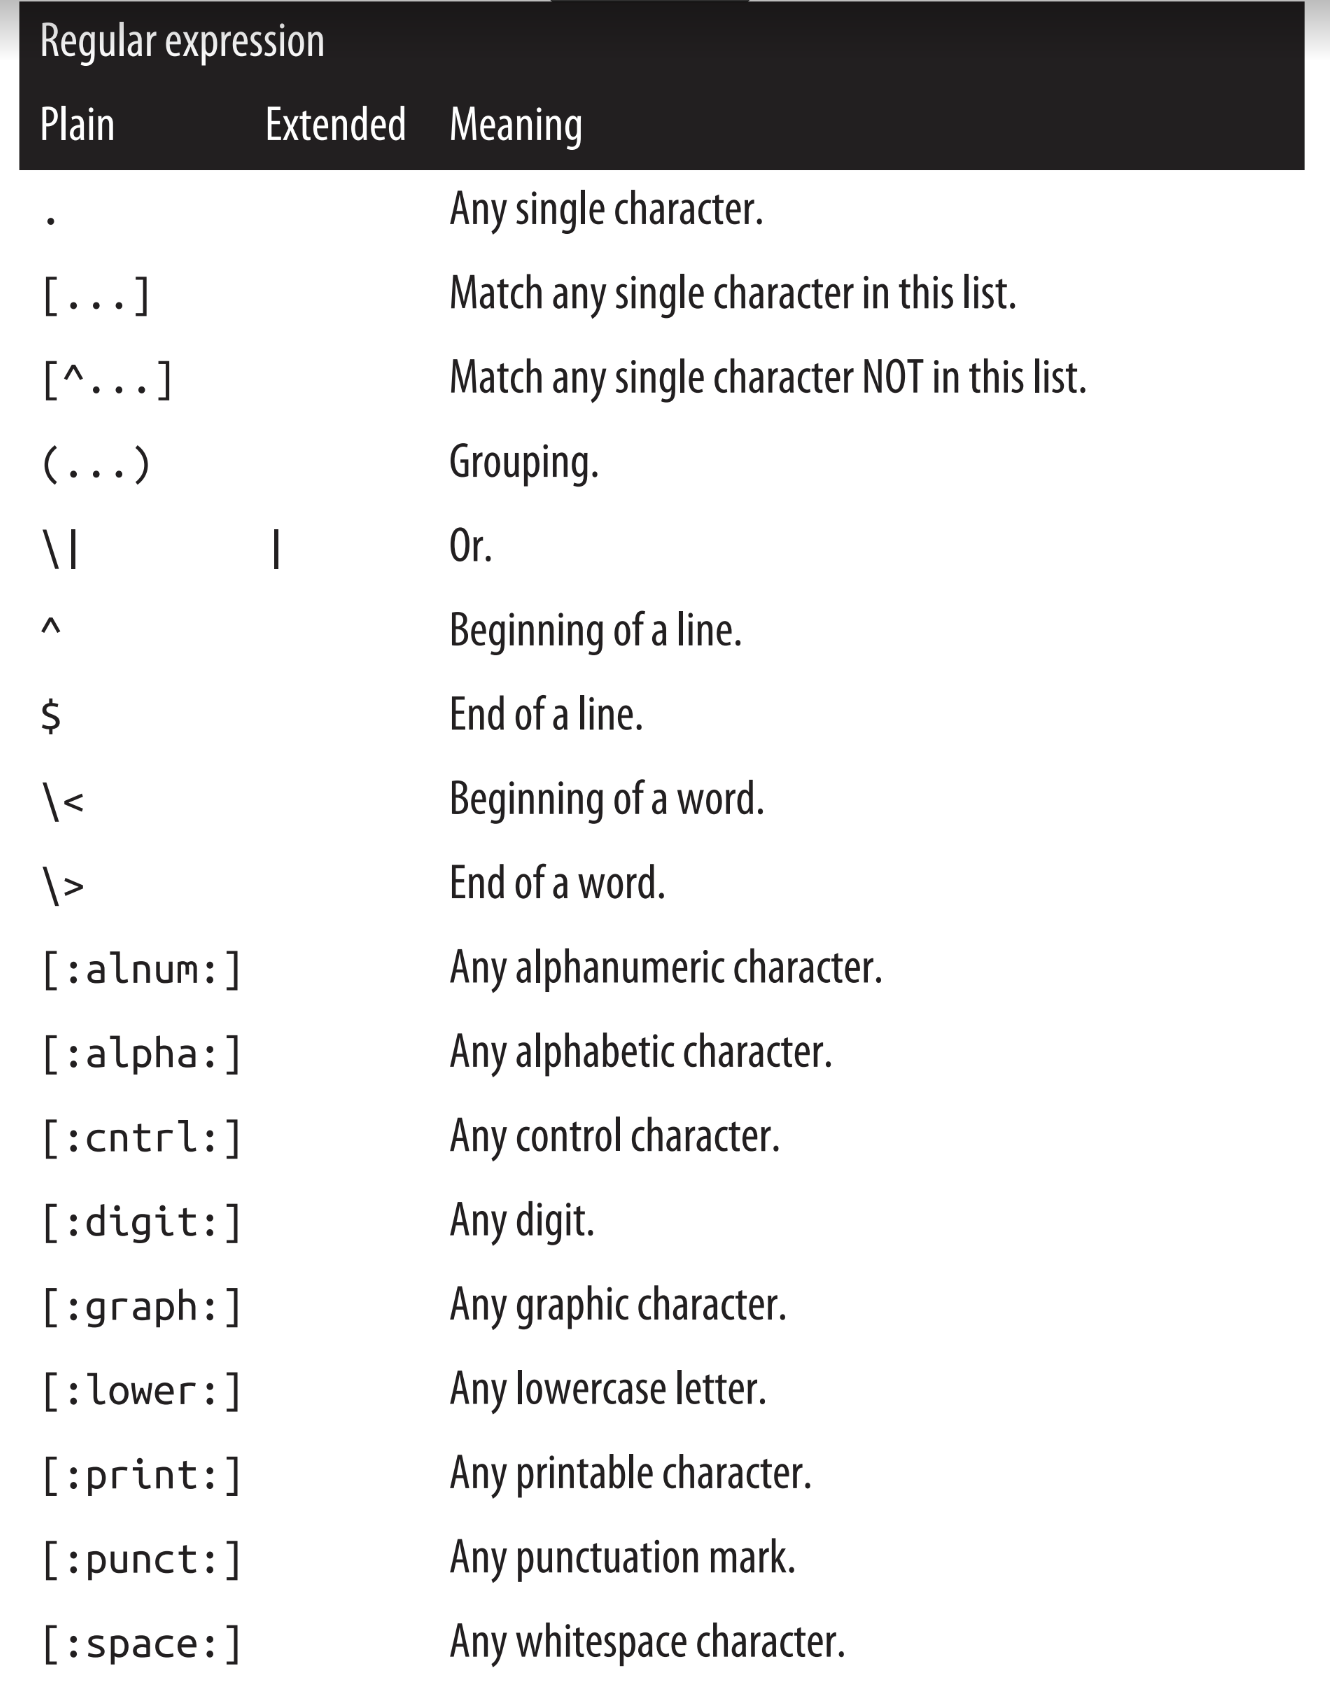 Regular expression
Plain Extended Meaning
. Any single character.
[...] Match any single character in this list.
[^...] Match any single character NOT in this list.
(...) Grouping.
\| | Or.
^ Beginning of a line.
$ End of a line.
\< Beginning of a word.
\> End of a word.
[:alnum:] Any alphanumeric character.
[:alpha:] Any alphabetic character.
[:cntrl:] Any control character.
[:digit:] Any digit.
[:graph:] Any graphic character.
[:lower:] Any lowercase letter.
[:print:] Any printable character.
[:punct:] Any punctuation mark.
[:space:] Any whitespace character.